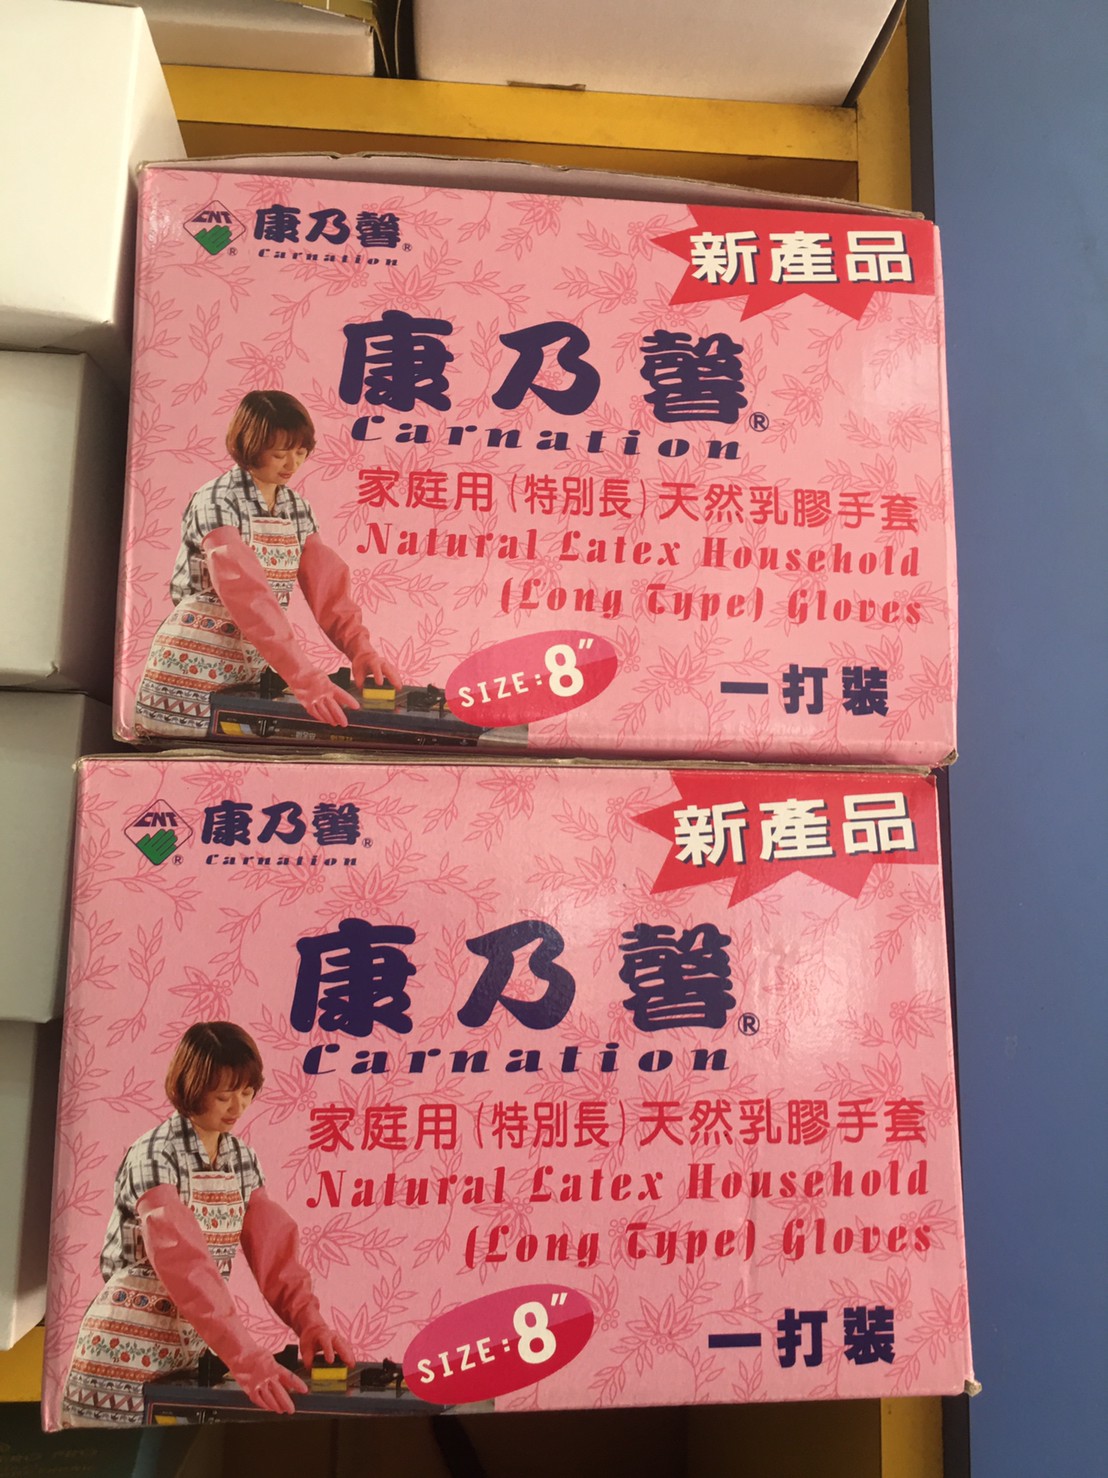 CNT
®
康乃馨®
Carnation
新產品
康乃馨®
Carnation
家庭用(特別長)天然乳膠手套
Natural Latex Household
(Long Type) Gloves
SIZE:8"
一打裝
CNT
®
康乃馨®
Carnation
新產品
康乃馨®
Carnation
家庭用(特別長)天然乳膠手套
Natural Latex Household
(Long Type) Gloves
SIZE:8"
一打裝